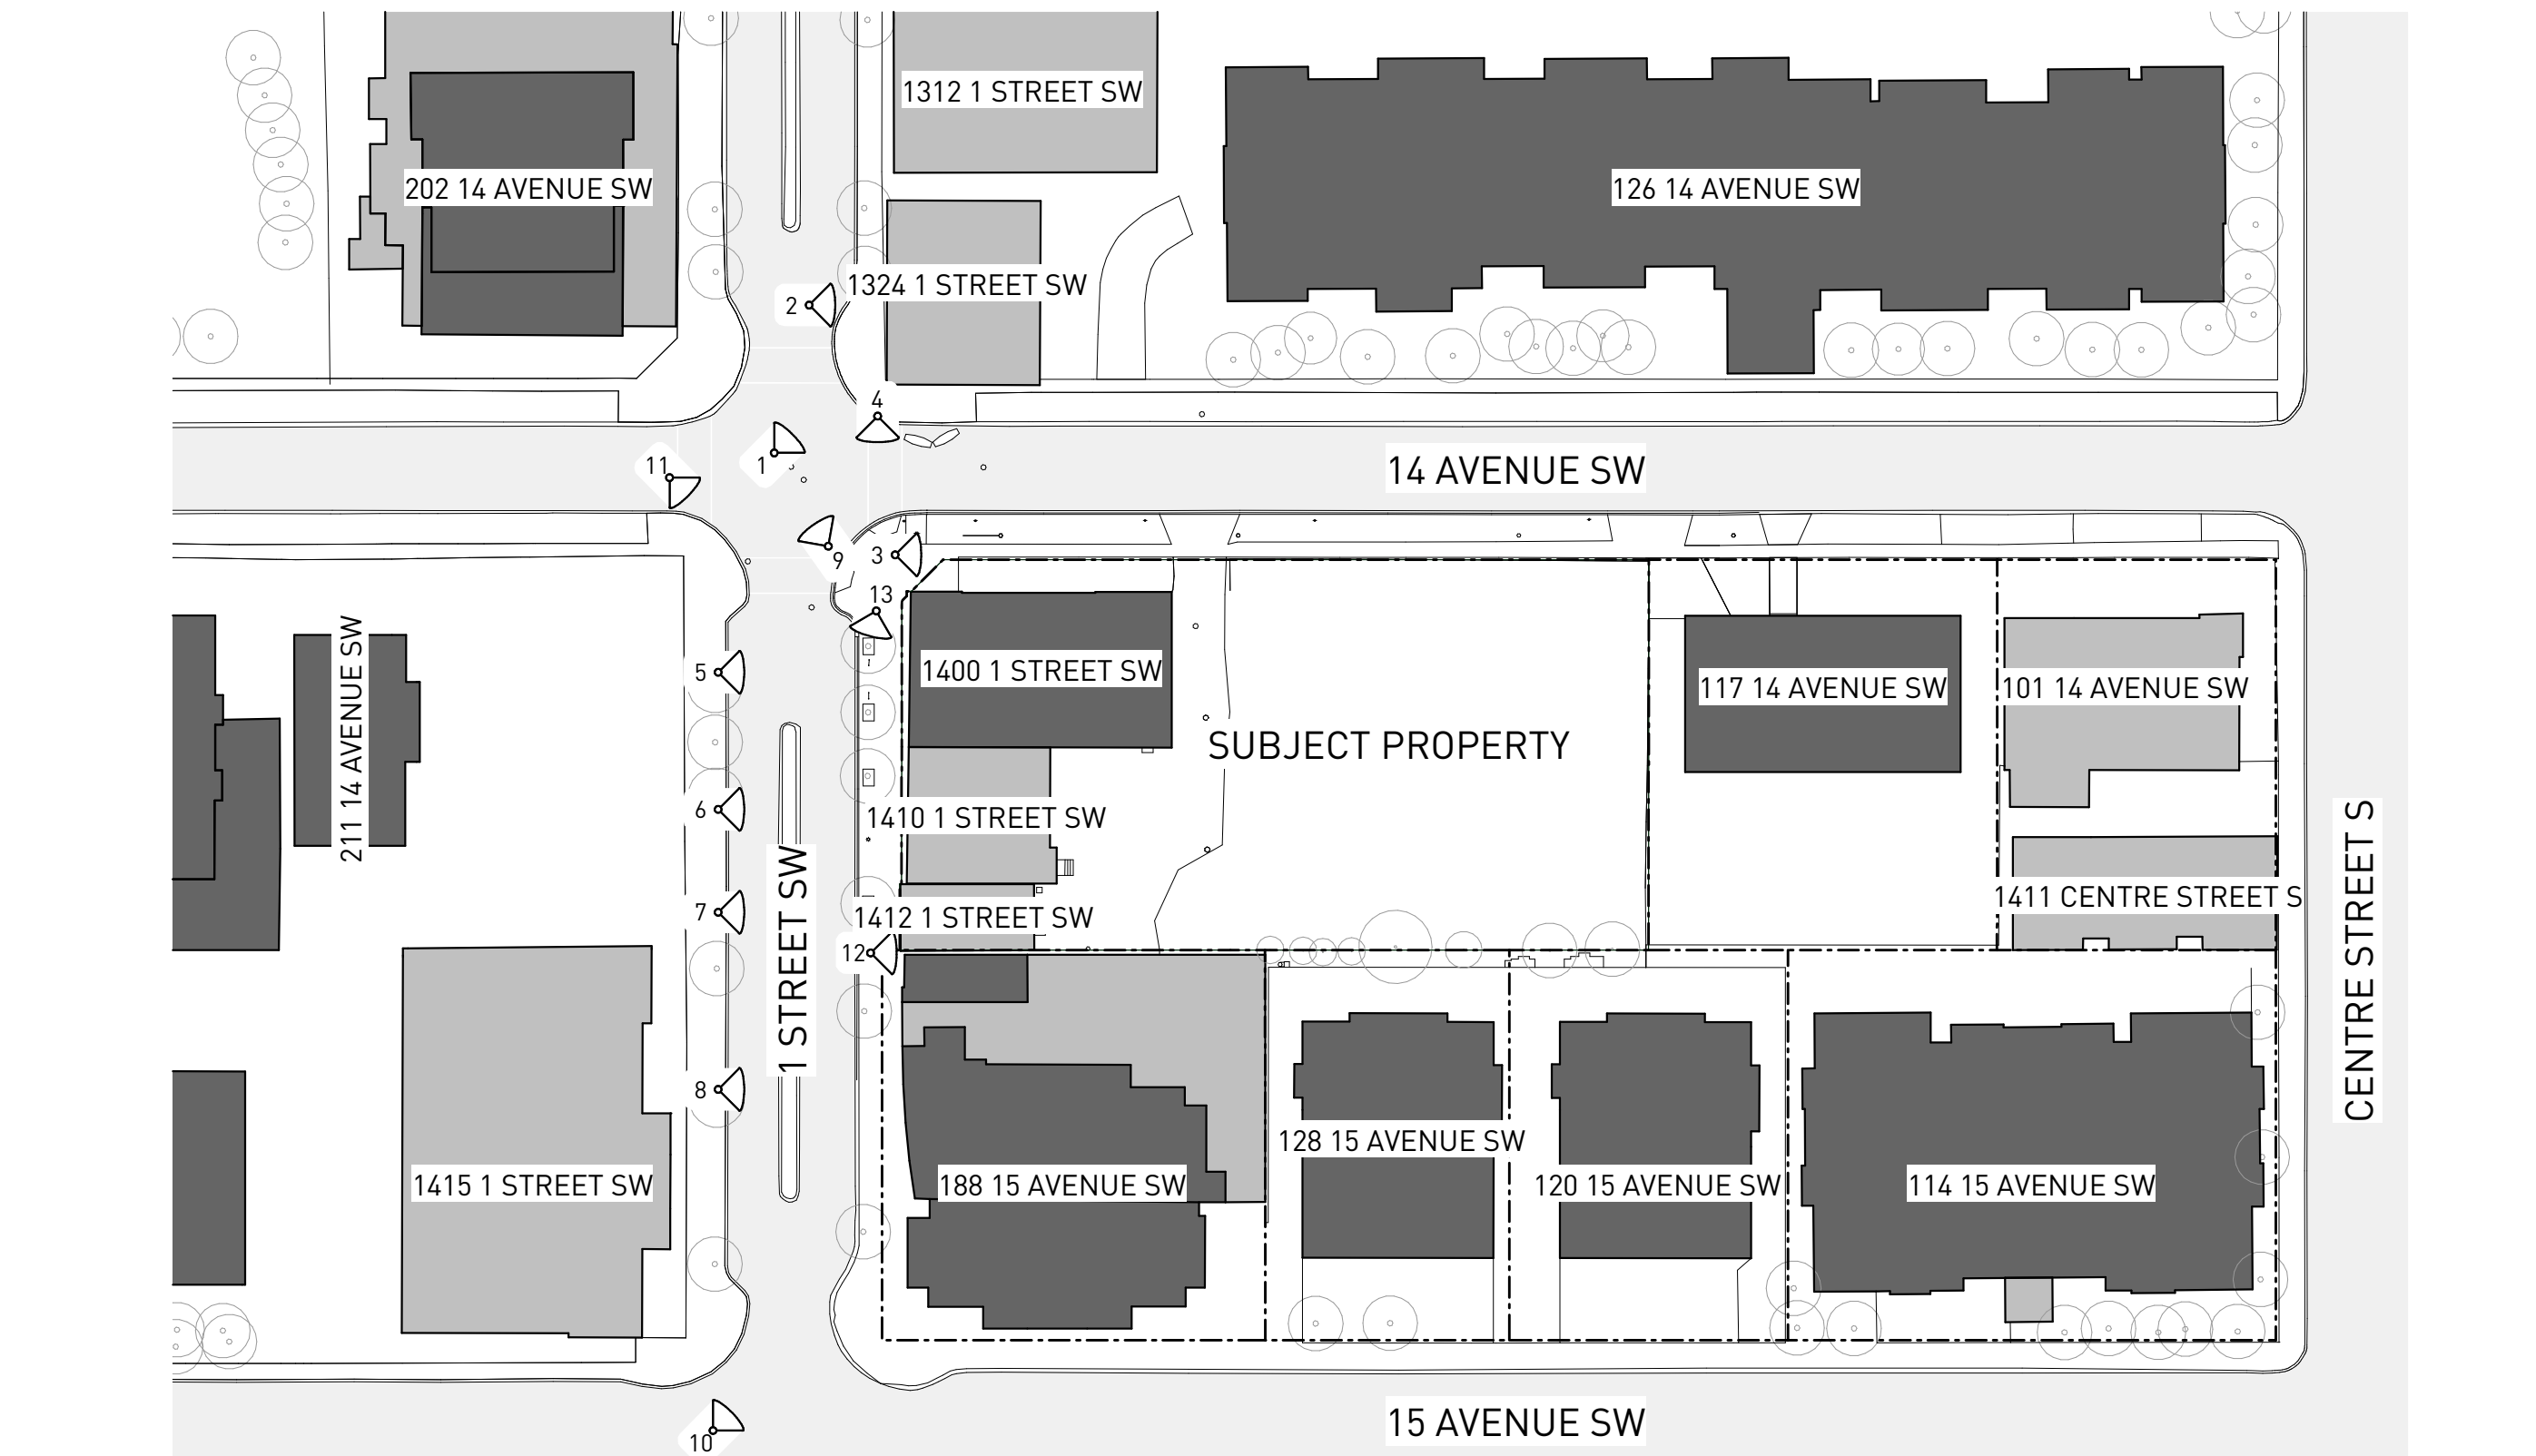 1312 1 STREET SW
202 14 AVENUE SW
126 14 AVENUE SW
1324 1 STREET SW
2
4
11
1
14 AVENUE SW
9
3
13
1400 1 STREET SW
5
117 14 AVENUE SW
101 14 AVENUE SW
211 14 AVENUE SW
SUBJECT PROPERTY
6
1410 1 STREET SW
1411 CENTRE STREET S
7
1412 1 STREET SW
12
1 STREET SW
CENTRE STREET S
8
128 15 AVENUE SW
1415 1 STREET SW
188 15 AVENUE SW
120 15 AVENUE SW
114 15 AVENUE SW
15 AVENUE SW
10